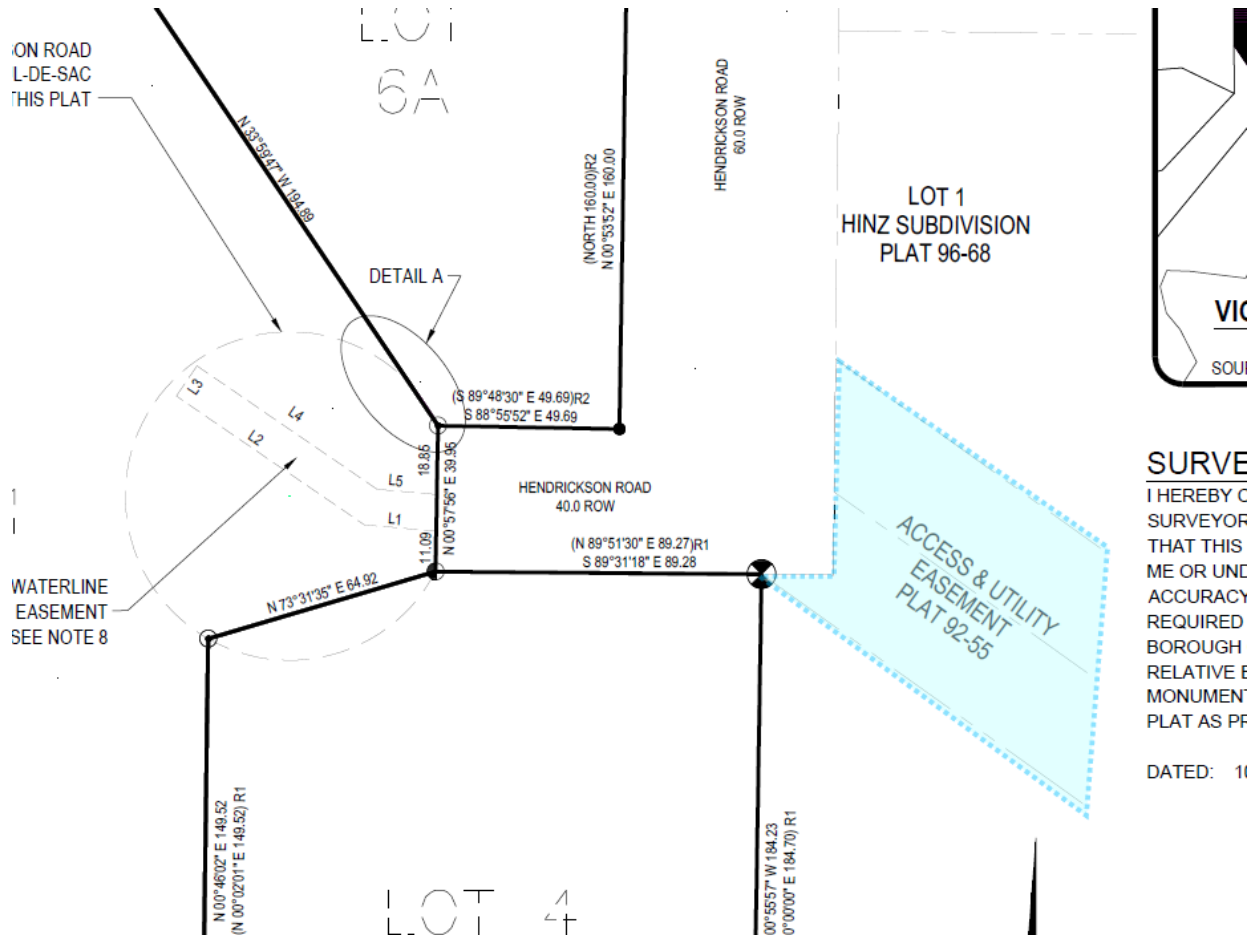 LOT
6A
ON ROAD
L-DE-SAC
THIS PLAT
N 33°59'47" W 194.89
HENDRICKSON ROAD
60.0 ROW
(NORTH 160.00)R2
N 00°53'52" E 160.00
LOT 1
HINZ SUBDIVISION
PLAT 96-68
DETAIL A
VIC
SOU
L3
L4
L2
L5
L1
(S 89°48'30" E 49.69)R2
S 88°55'52" E 49.69
18.85
N 00°57'56" E 39.95
11.09
HENDRICKSON ROAD
40.0 ROW
(N 89°51'30" E 89.27)R1
S 89°31'18" E 89.28
ACCESS & UTILITY
EASEMENT
PLAT 92-55
WATERLINE
EASEMENT
SEE NOTE 8
N 73°31'35" E 64.92
N 00°46'02" E 149.52
(N 00°02'01" E 149.52) R1
00°55'57" W 184.23
0°00'00" E 184.70) R1
LOT 4
SURVE
I HEREBY C
SURVEYOR
THAT THIS
ME OR UND
ACCURACY
REQUIRED
BOROUGH
RELATIVE E
MONUMENT
PLAT AS PR
DATED: 10